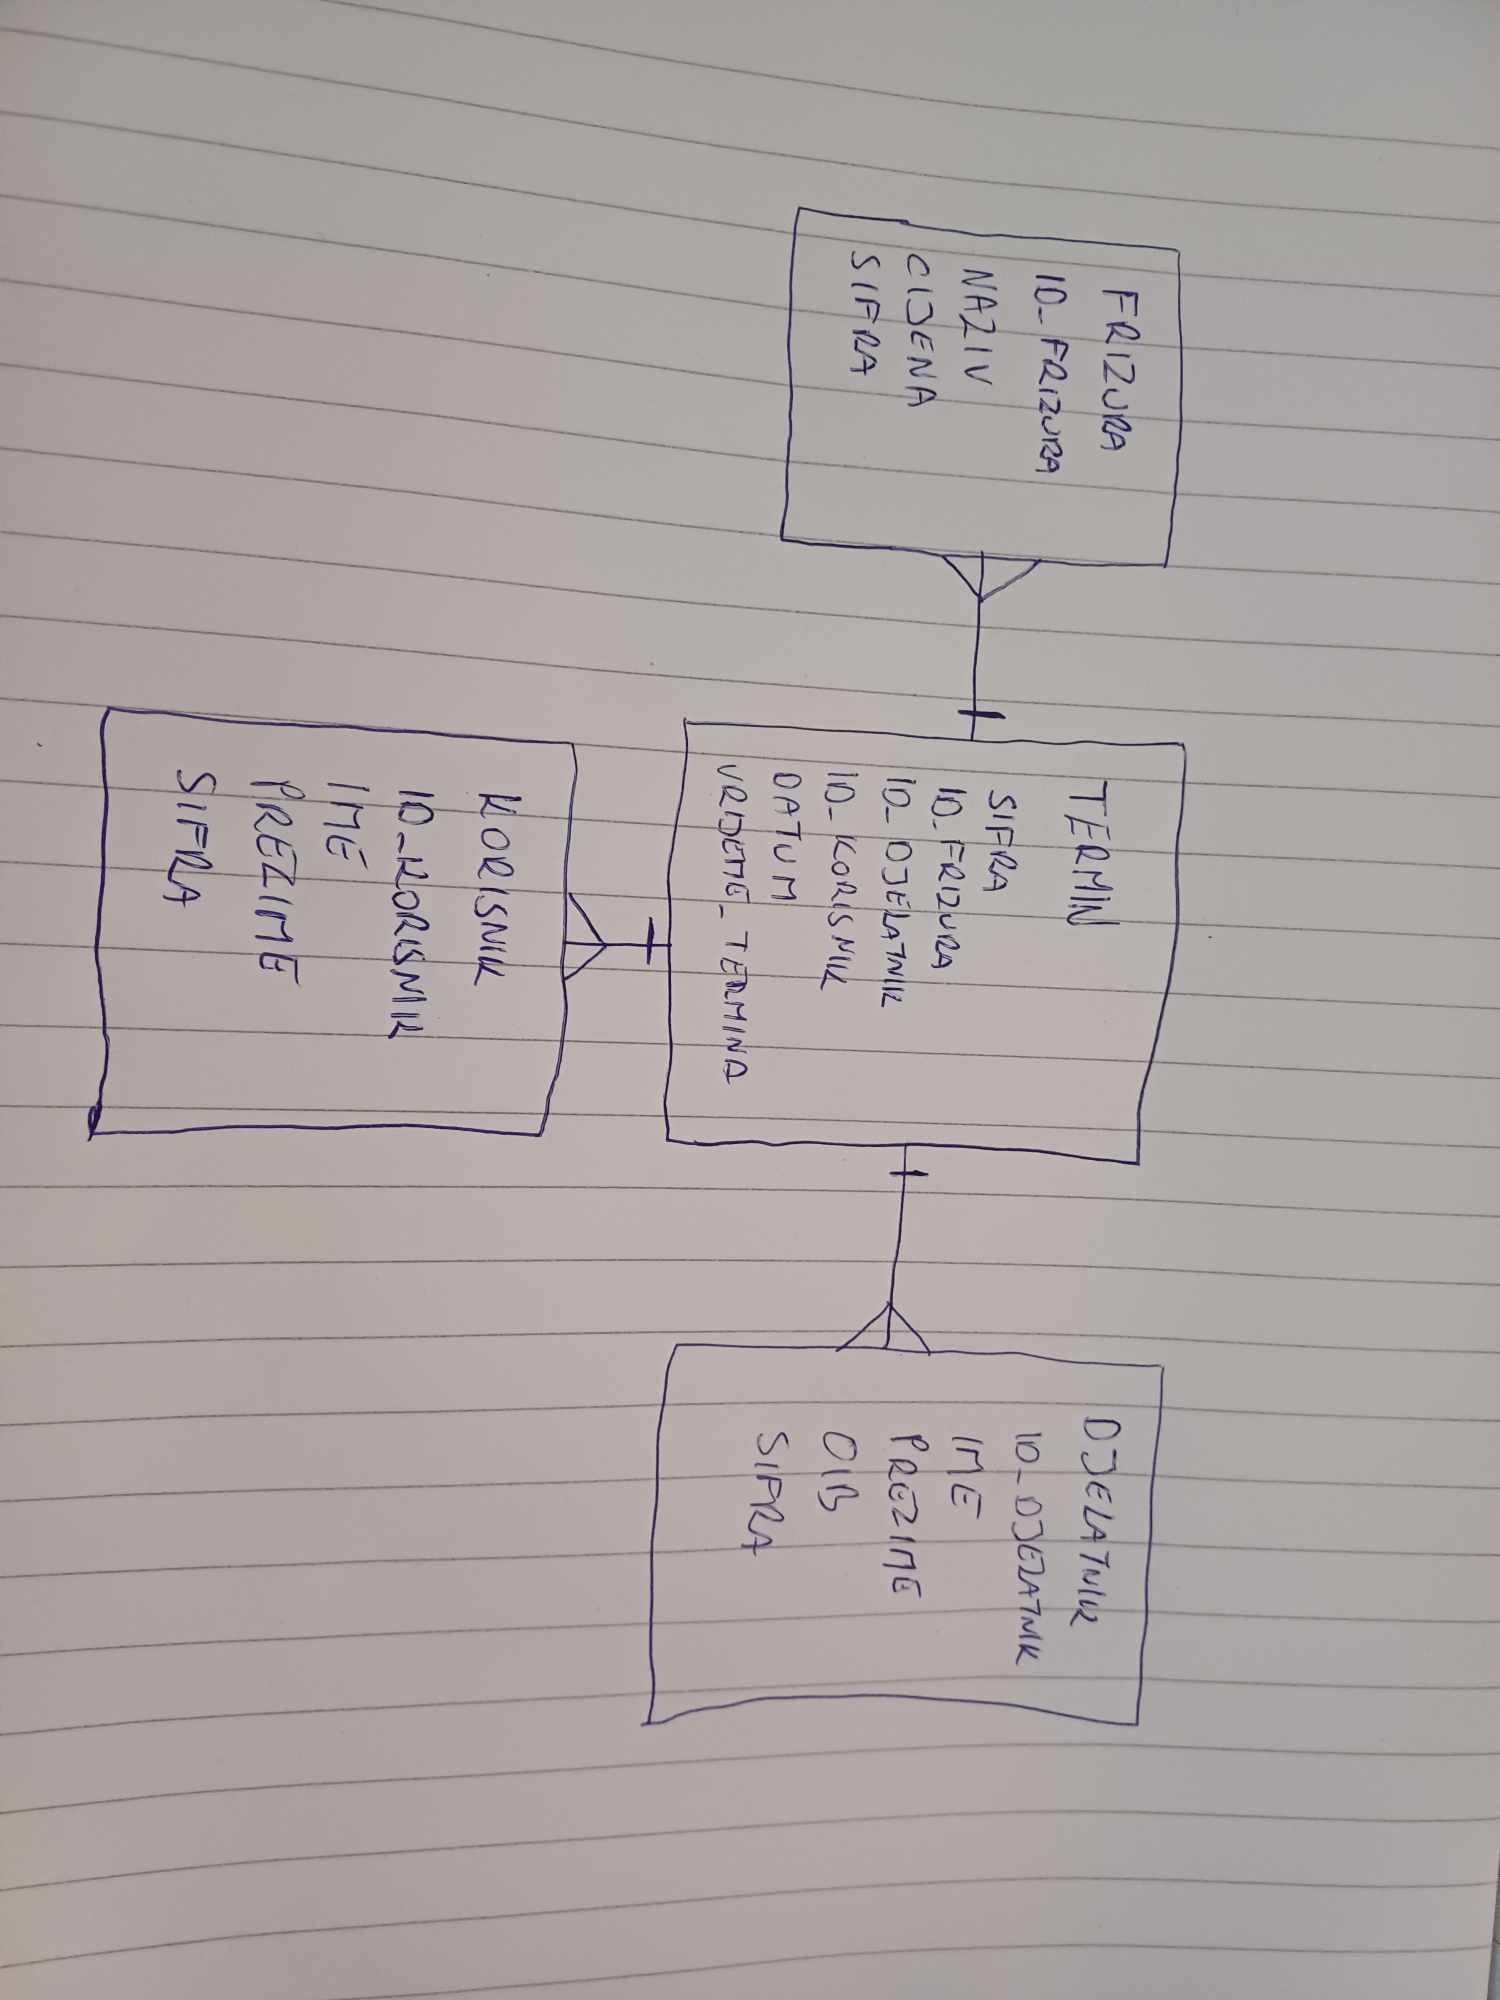 FRIZURA
ID_FRIZURA
NAZIV
CIJENA
SIFRA
TERMIN
SIFRA
ID_FRIZURA
ID_DJELATNIK
ID_KORISNIK
DATUM
VRIJEME_TERMINA
DJELATNIK
ID_DJELATNIK
IME
PREZIME
OIB
SIFRA
KORISNIK
ID_KORISNIK
IME
PREZIME
SIFRA